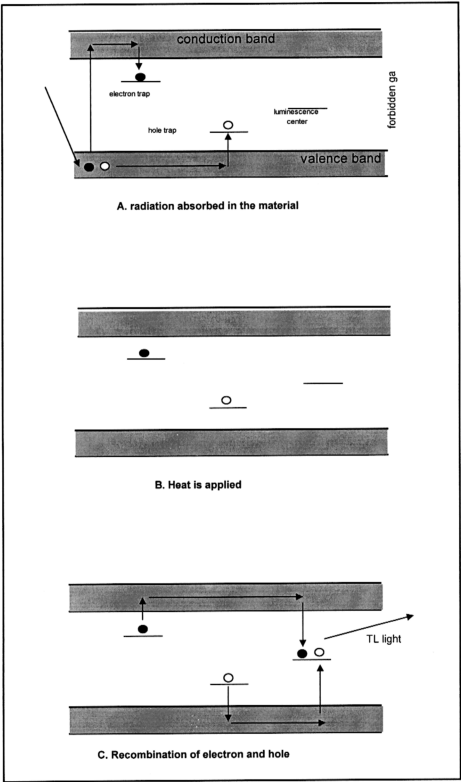 conduction band
electron trap
luminescence
center
hole trap
forbidden ga
valence band
A. radiation absorbed in the material
B. Heat is applied
TL light
C. Recombination of electron and hole